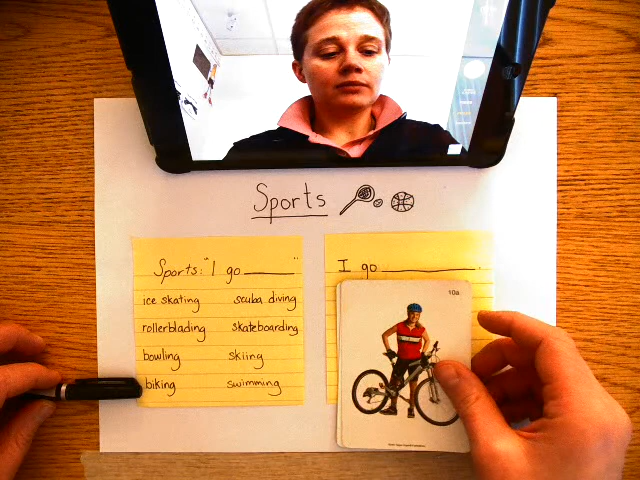 Sports
Sports: "I go ______"
ice skating scuba diving
rollerblading skateboarding
bowling skiing
biking swimming
I go ______.
10a